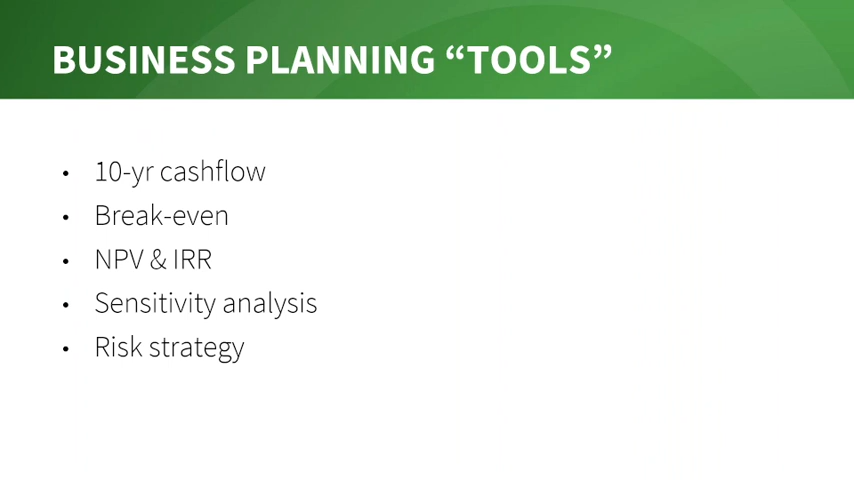 BUSINESS PLANNING “TOOLS”
• 10-yr cashflow
• Break-even
• NPV & IRR
• Sensitivity analysis
• Risk strategy